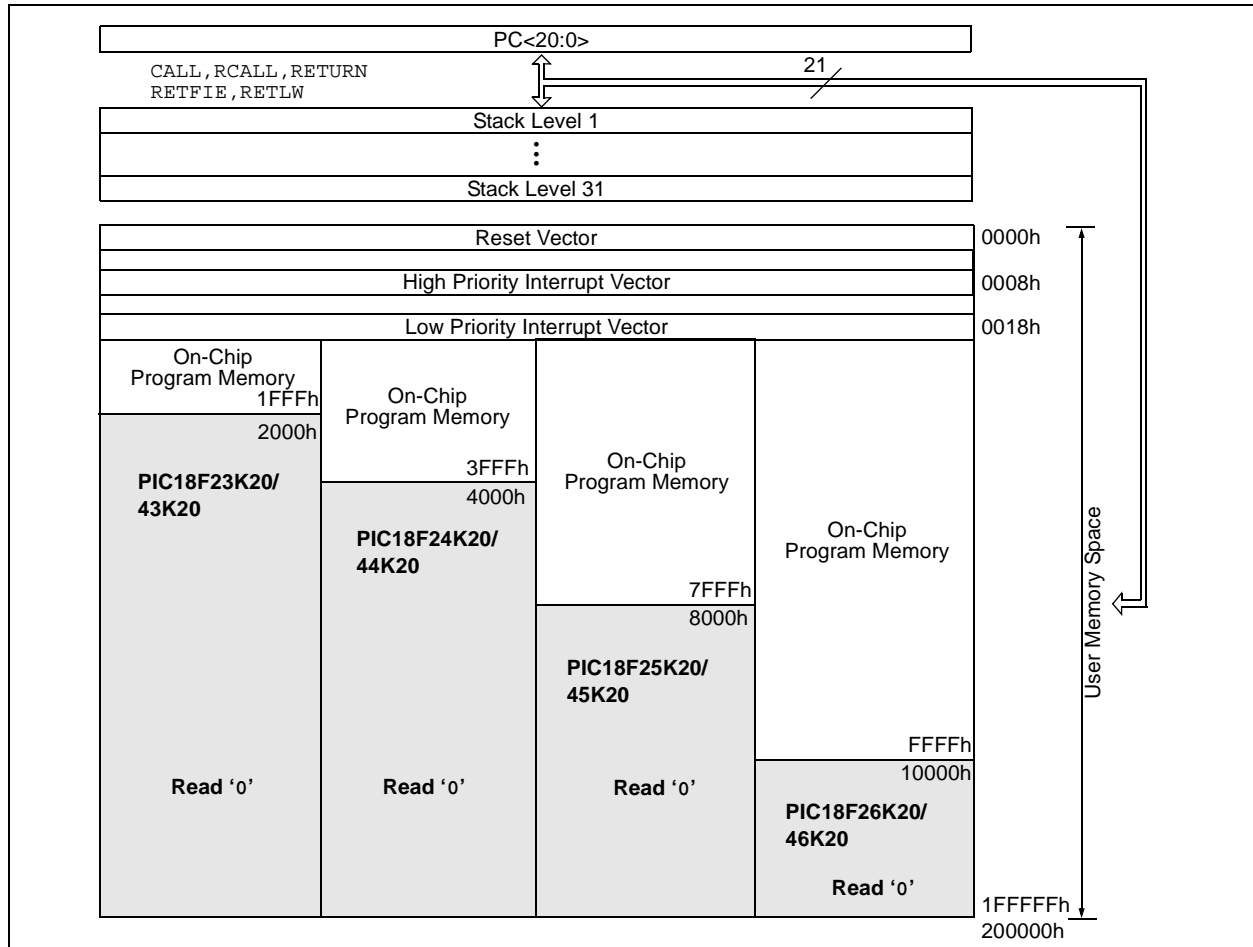 PC<20:0>
CALL,RCALL,RETURN
RETFIE,RETLW
21
Stack Level 1
Stack Level 31
Reset Vector
0000h
High Priority Interrupt Vector
0008h
Low Priority Interrupt Vector
0018h
On-Chip
Program Memory
1FFFh
2000h
PIC18F23K20/
43K20
Read ‘0’
On-Chip
Program Memory
3FFFh
4000h
PIC18F24K20/
44K20
Read ‘0’
On-Chip
Program Memory
7FFFh
8000h
PIC18F25K20/
45K20
Read ‘0’
On-Chip
Program Memory
FFFFh
10000h
PIC18F26K20/
46K20
Read ‘0’
1FFFFFh
200000h
User Memory Space